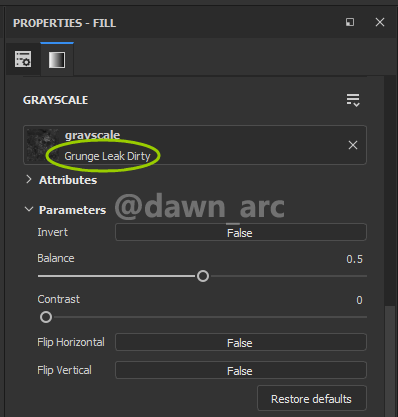 PROPERTIES - FILL
GRAYSCALE
grayscale
Grunge Leak Dirty
Attributes
@dawn_arc
Parameters
Invert False
Balance 0.5
Contrast 0
Flip Horizontal False
Flip Vertical False
Restore defaults